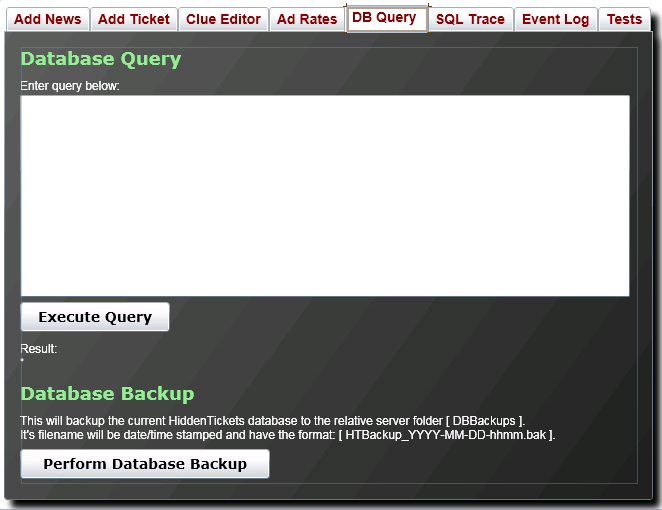 Add News Add Ticket Clue Editor Ad Rates DB Query SQL Trace Event Log Tests
Database Query
Enter query below:
Execute Query
Result:
*
Database Backup
This will backup the current HiddenTickets database to the relative server folder [ DBBackups ].
It's filename will be date/time stamped and have the format: [ HTBackup_YYYY-MM-DD-hhmm.bak ].
Perform Database Backup